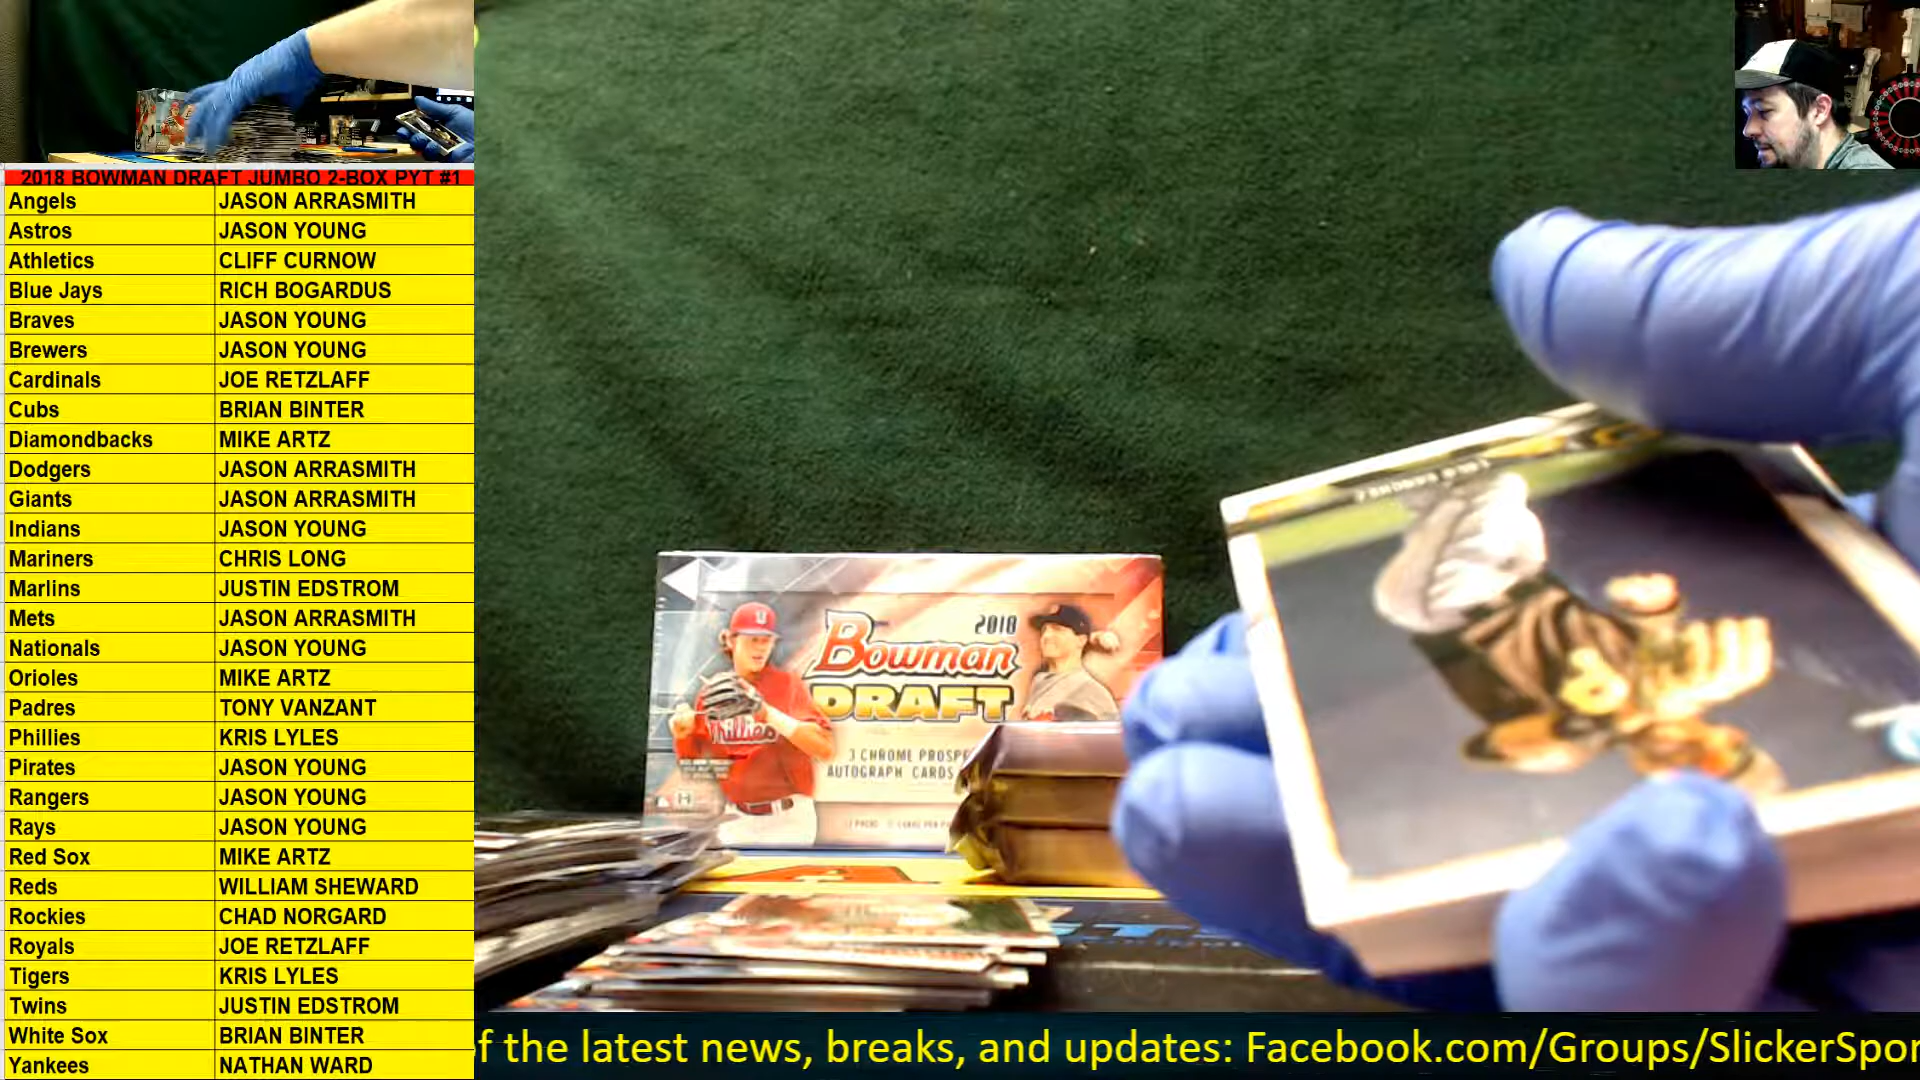 2018 BOWMAN DRAFT JUMBO 2-BOX PYT #1
Angels JASON ARRASMITH
Astros JASON YOUNG
Athletics CLIFF CURNOW
Blue Jays RICH BOGARDUS
Braves JASON YOUNG
Brewers JASON YOUNG
Cardinals JOE RETZLAFF
Cubs BRIAN BINTER
Diamondbacks MIKE ARTZ
Dodgers JASON ARRASMITH
Giants JASON ARRASMITH
Indians JASON YOUNG
Mariners CHRIS LONG
Marlins JUSTIN EDSTROM
Mets JASON ARRASMITH
Nationals JASON YOUNG
Orioles MIKE ARTZ
Padres TONY VANZANT
Phillies KRIS LYLES
Pirates JASON YOUNG
Rangers JASON YOUNG
Rays JASON YOUNG
Red Sox MIKE ARTZ
Reds WILLIAM SHEWARD
Rockies CHAD NORGARD
Royals JOE RETZLAFF
Tigers KRIS LYLES
Twins JUSTIN EDSTROM
White Sox BRIAN BINTER
Yankees NATHAN WARD
2018
Bowman
DRAFT
Phillies
3 CHROME PROSPE
AUTOGRAPH CARDS
of the latest news, breaks, and updates: Facebook.com/Groups/SlickerSpor